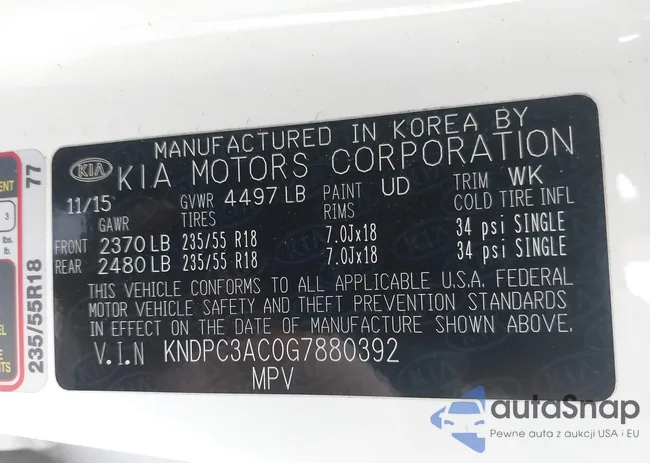 MANUFACTURED IN KOREA BY
KIA KIA MOTORS CORPORATION
11/15 GVWR 4497 LB PAINT UD TRIM WK
GAWR TIRES RIMS COLD TIRE INFL
FRONT 2370 LB 235/55 R18 7.0Jx18 34 psi SINGLE
REAR 2480 LB 235/55 R18 7.0Jx18 34 psi SINGLE
THIS VEHICLE CONFORMS TO ALL APPLICABLE U.S.A. FEDERAL
MOTOR VEHICLE SAFETY AND THEFT PREVENTION STANDARDS
IN EFFECT ON THE DATE OF MANUFACTURE SHOWN ABOVE.
V.I.N KNDPC3AC0G7880392
MPV
77
235/55R18
3
lbs.
lb.
autaSnap
Pewne auta z aukcji USA i EU